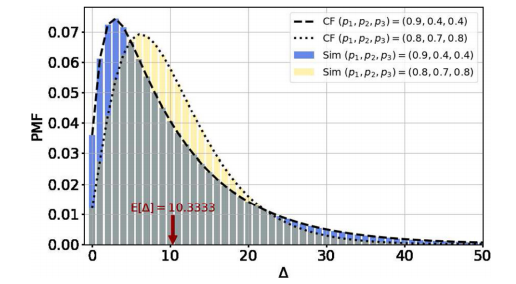 CF (p₁, p₂, p₃) = (0.9, 0.4, 0.4)
CF (p₁, p₂, p₃) = (0.8, 0.7, 0.8)
Sim (p₁, p₂, p₃) = (0.9, 0.4, 0.4)
Sim (p₁, p₂, p₃) = (0.8, 0.7, 0.8)
PMF
0.07
0.06
0.05
0.04
0.03
0.02
0.01
0.00
E[Δ] = 10.3333
0 10 20 30 40 50
Δ